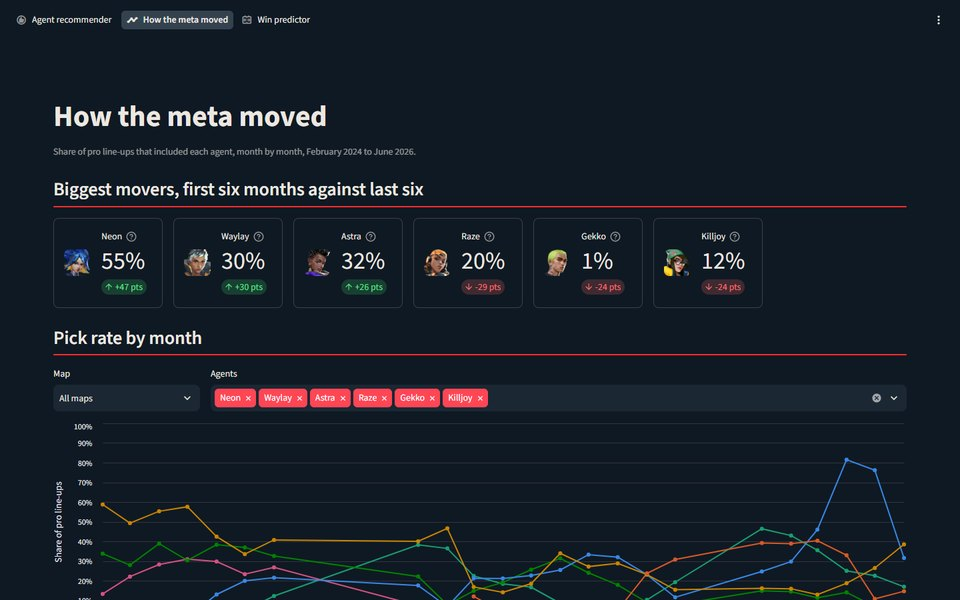 Agent recommender How the meta moved Win predictor
How the meta moved
Share of pro line-ups that included each agent, month by month, February 2024 to June 2026.
Biggest movers, first six months against last six
Neon Waylay Astra Raze Gekko Killjoy
55% 30% 32% 20% 1% 12%
↑ +47 pts ↑ +30 pts ↑ +26 pts ↓ -29 pts ↓ -24 pts ↓ -24 pts
Pick rate by month
Map Agents
All maps Neon × Waylay × Astra × Raze × Gekko × Killjoy ×
100%
90%
80%
70%
60%
50%
40%
30%
20%
10%
Share of pro line-ups